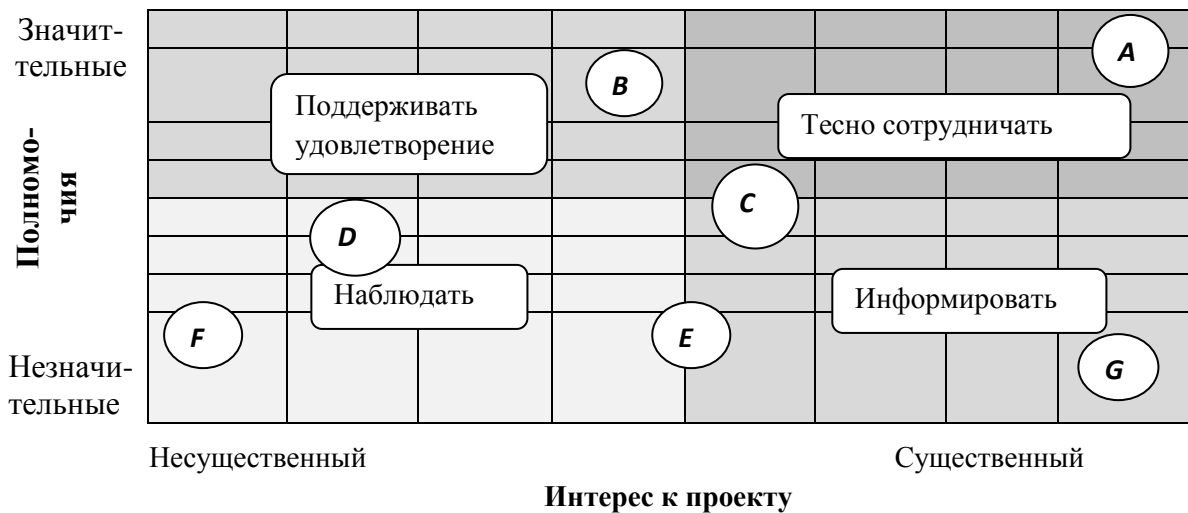 Значит-
тельные
A
B
Поддерживать
удовлетворение
Тесно сотрудничать
Полномо-
чия
C
D
Наблюдать
Информировать
F
E
G
Незначи-
тельные
Несущественный
Существенный
Интерес к проекту